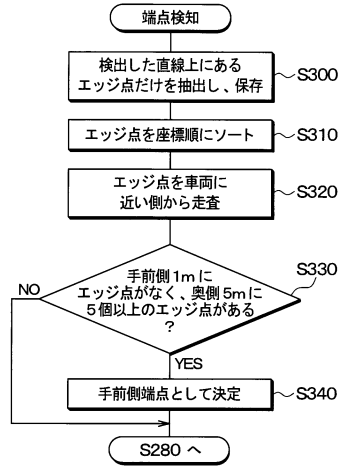 端点検知
検出した直線上にある
エッジ点だけを抽出し、保存
S300
エッジ点を座標順にソート
S310
エッジ点を車両に
近い側から走査
S320
手前側1mに
エッジ点がなく、奥側5mに
5個以上のエッジ点がある
?
S330
NO
YES
手前側端点として決定
S340
S280 へ